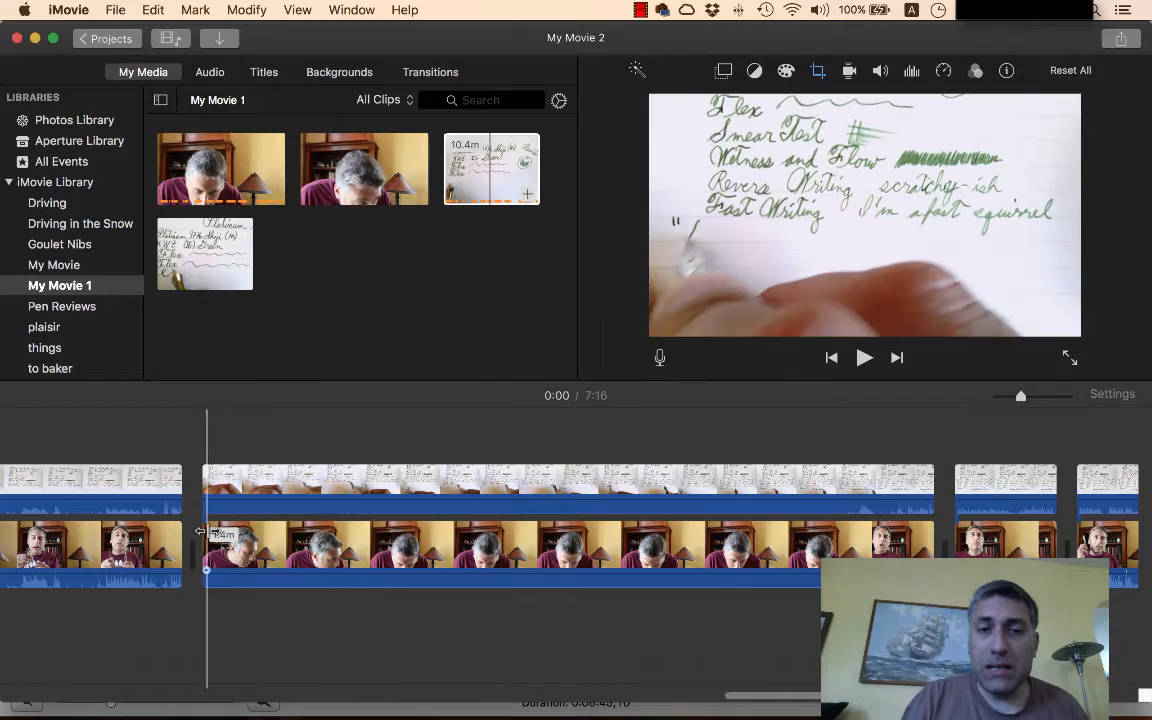 iMovie File Edit Mark Modify View Window Help 100% A
Projects
My Movie 2
My Media Audio Titles Backgrounds Transitions
Reset All
LIBRARIES
My Movie 1
All Clips
Search
Photos Library
Aperture Library
All Events
iMovie Library
Driving
Driving in the Snow
Goulet Nibs
My Movie
My Movie 1
Pen Reviews
plaisir
things
to baker
10.4m
Platinum
Flex
Smear Test
Wetness and Flow
Revers Writing scratchy-ish
Fast Writing I'm a fast squirrel
"
0:00 / 7:16
Settings